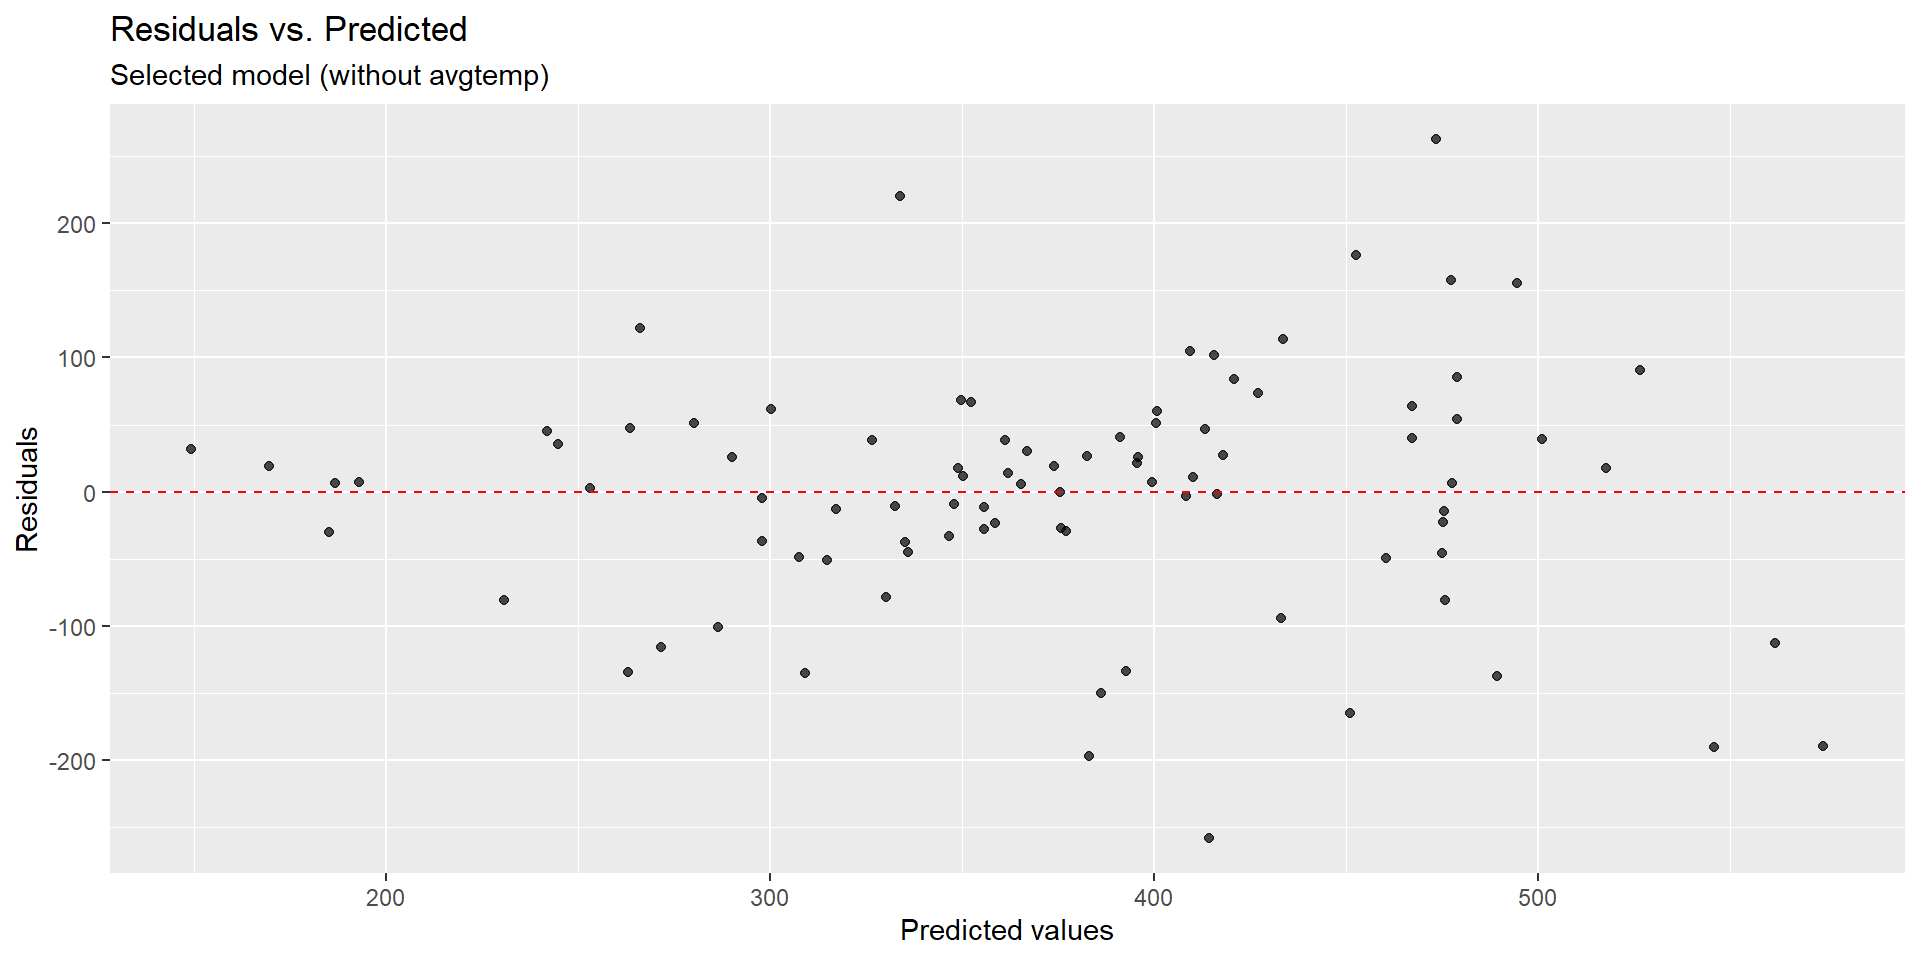 Residuals vs. Predicted
Selected model (without avgtemp)
Residuals
200
100
0
-100
-200
200
300
400
500
Predicted values